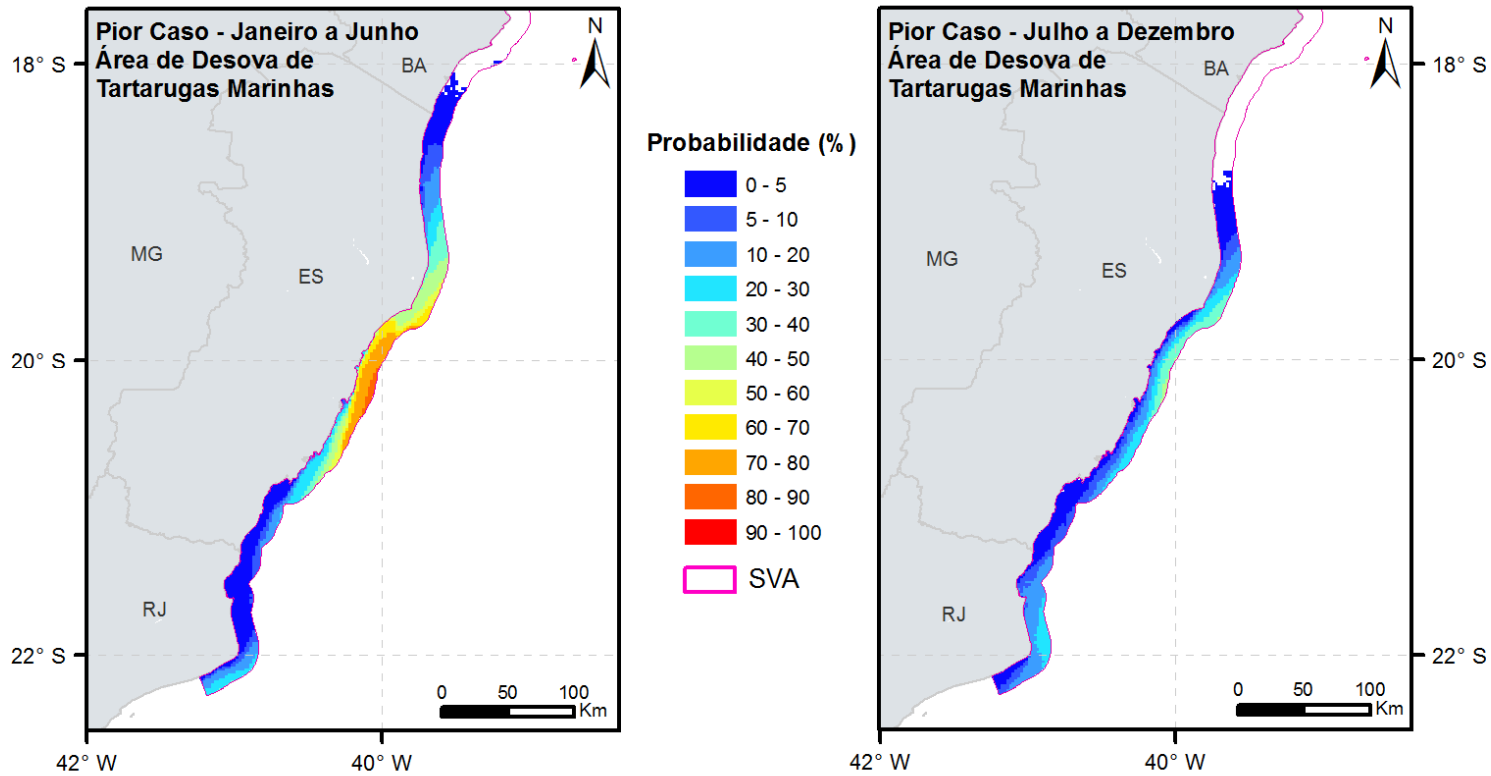 Pior Caso - Janeiro a Junho
Área de Desova de
Tartarugas Marinhas
N
BA
MG
ES
RJ
18° S
20° S
22° S
42° W
40° W
0 50 100
Km
Probabilidade (%)
0 - 5
5 - 10
10 - 20
20 - 30
30 - 40
40 - 50
50 - 60
60 - 70
70 - 80
80 - 90
90 - 100
SVA
Pior Caso - Julho a Dezembro
Área de Desova de
Tartarugas Marinhas
N
BA
MG
ES
RJ
18° S
20° S
22° S
42° W
40° W
0 50 100
Km